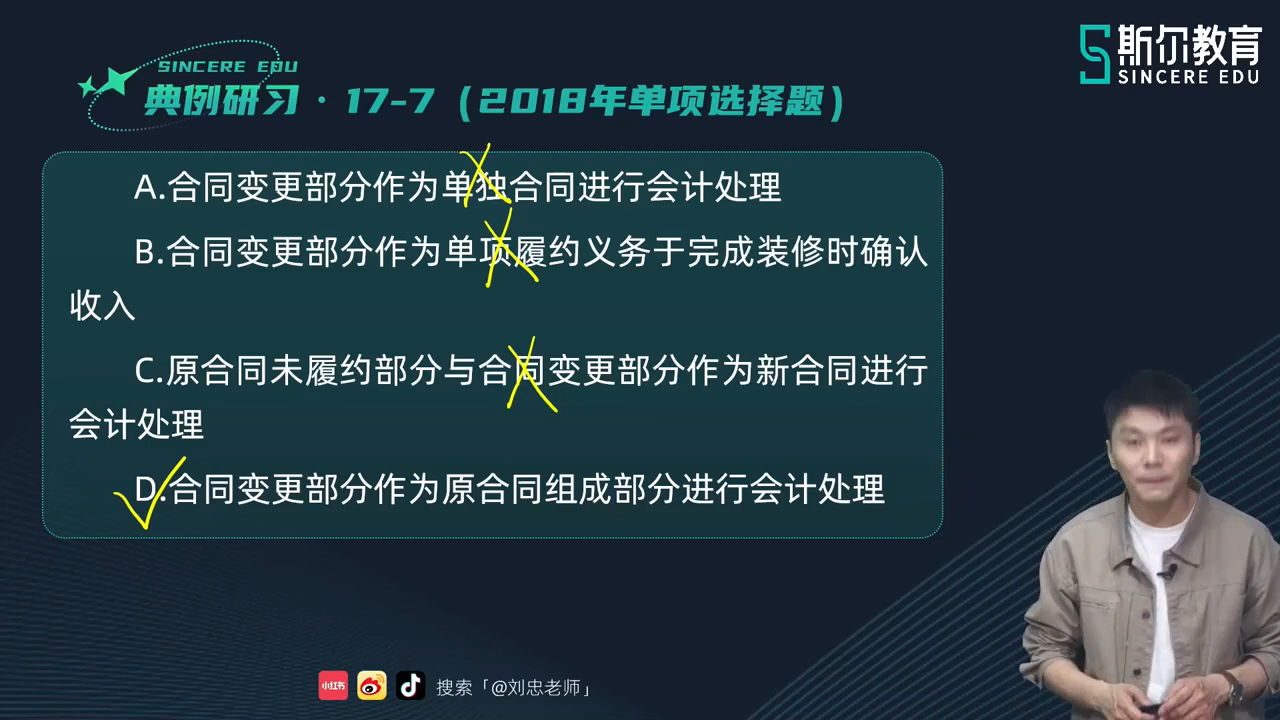 斯尔教育
SINCERE EDU
SINCERE EDU
典例研习·17-7（2018年单项选择题）
A.合同变更部分作为单独合同进行会计处理
B.合同变更部分作为单项履约义务于完成装修时确认
收入
C.原合同未履约部分与合同变更部分作为新合同进行
会计处理
D.合同变更部分作为原合同组成部分进行会计处理
小红书
搜索「@刘忠老师」